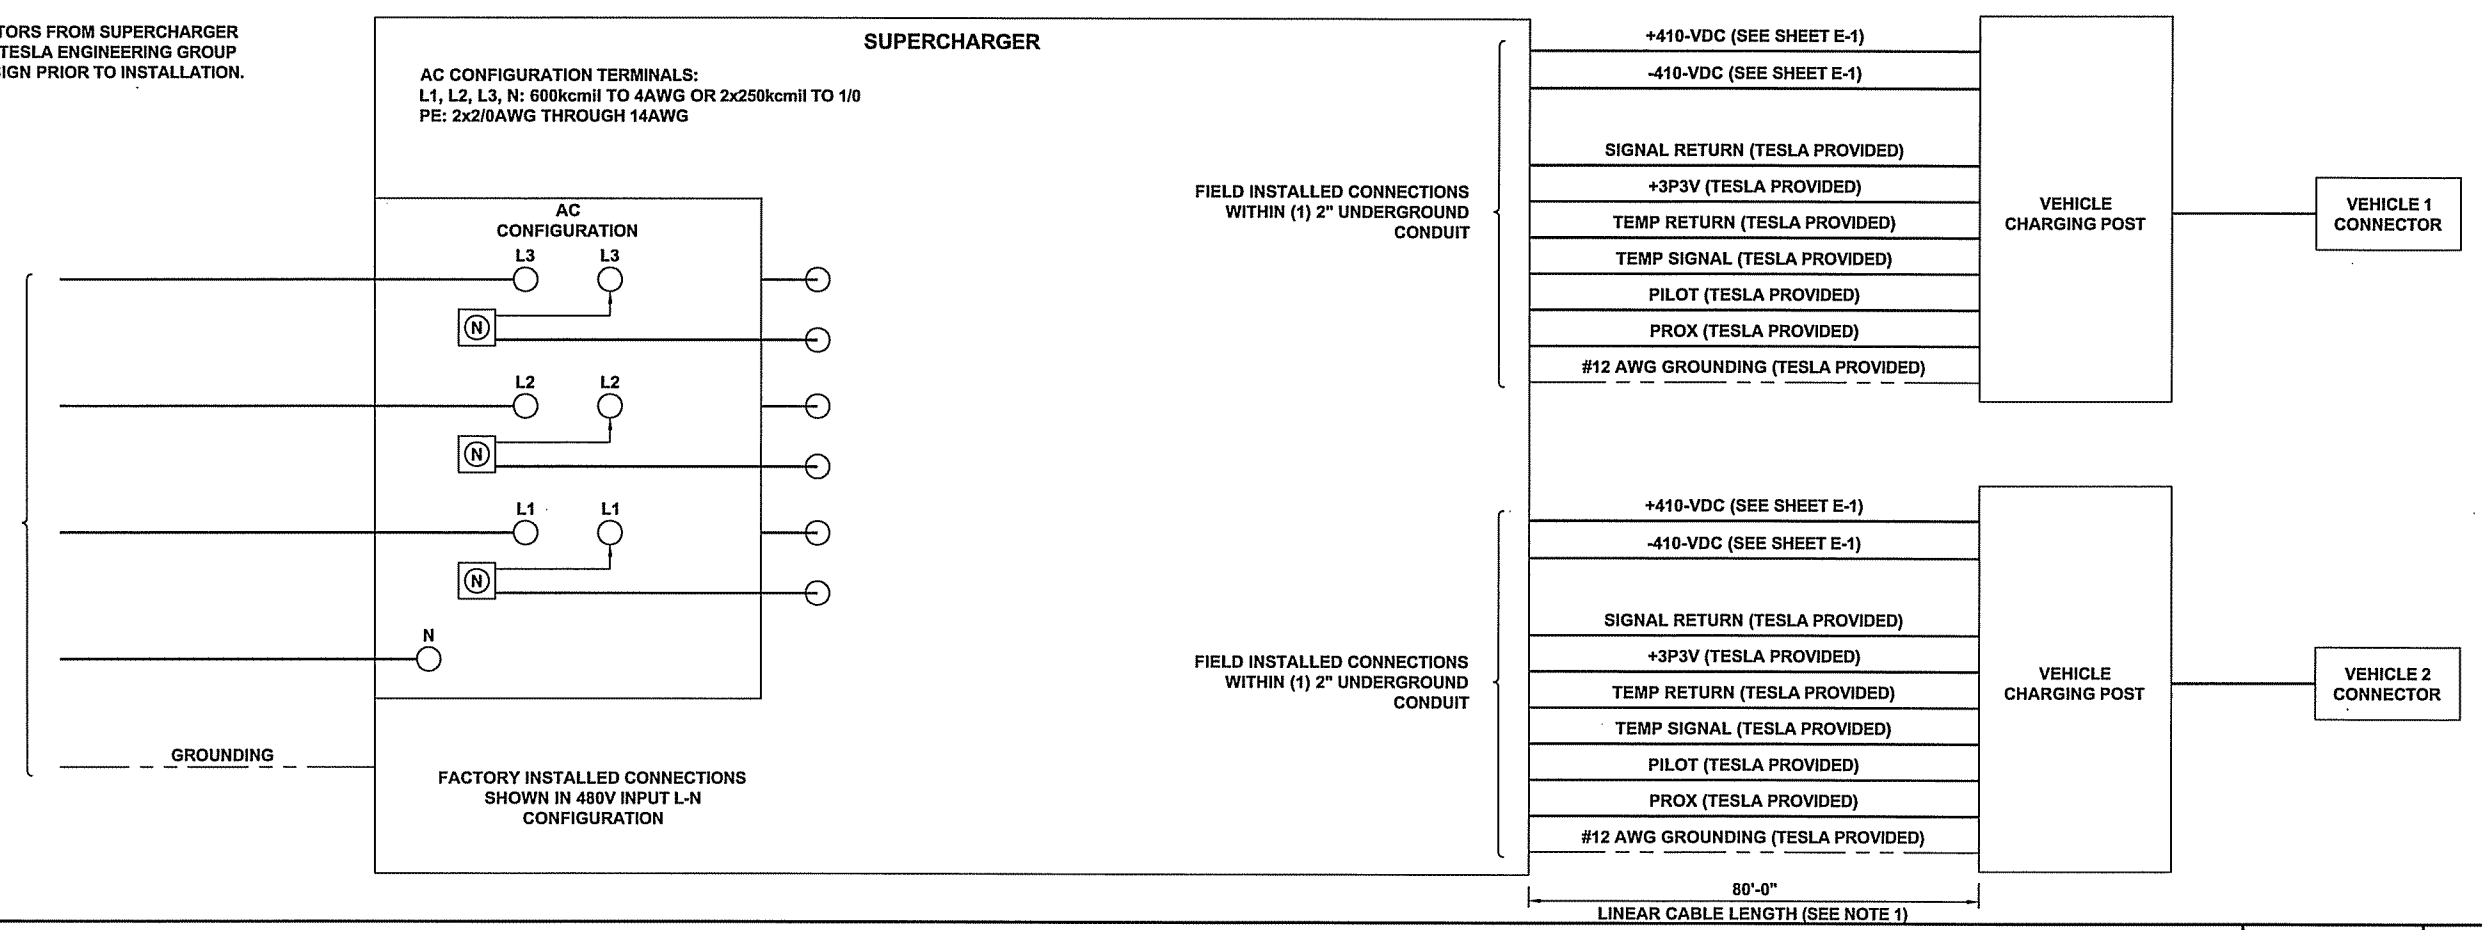 TORS FROM SUPERCHARGER
TESLA ENGINEERING GROUP
SIGN PRIOR TO INSTALLATION.
SUPERCHARGER
AC CONFIGURATION TERMINALS:
L1, L2, L3, N: 600kcmil TO 4AWG OR 2x250kcmil TO 1/0
PE: 2x2/0AWG THROUGH 14AWG
AC
CONFIGURATION
L3 L3
N
L2 L2
N
L1 L1
N
N
GROUNDING
FACTORY INSTALLED CONNECTIONS
SHOWN IN 480V INPUT L-N
CONFIGURATION
FIELD INSTALLED CONNECTIONS
WITHIN (1) 2" UNDERGROUND
CONDUIT
+410-VDC (SEE SHEET E-1)
-410-VDC (SEE SHEET E-1)
SIGNAL RETURN (TESLA PROVIDED)
+3P3V (TESLA PROVIDED)
TEMP RETURN (TESLA PROVIDED)
TEMP SIGNAL (TESLA PROVIDED)
PILOT (TESLA PROVIDED)
PROX (TESLA PROVIDED)
#12 AWG GROUNDING (TESLA PROVIDED)
VEHICLE
CHARGING POST
VEHICLE 1
CONNECTOR
FIELD INSTALLED CONNECTIONS
WITHIN (1) 2" UNDERGROUND
CONDUIT
+410-VDC (SEE SHEET E-1)
-410-VDC (SEE SHEET E-1)
SIGNAL RETURN (TESLA PROVIDED)
+3P3V (TESLA PROVIDED)
TEMP RETURN (TESLA PROVIDED)
TEMP SIGNAL (TESLA PROVIDED)
PILOT (TESLA PROVIDED)
PROX (TESLA PROVIDED)
#12 AWG GROUNDING (TESLA PROVIDED)
VEHICLE
CHARGING POST
VEHICLE 2
CONNECTOR
80'-0"
LINEAR CABLE LENGTH (SEE NOTE 1)